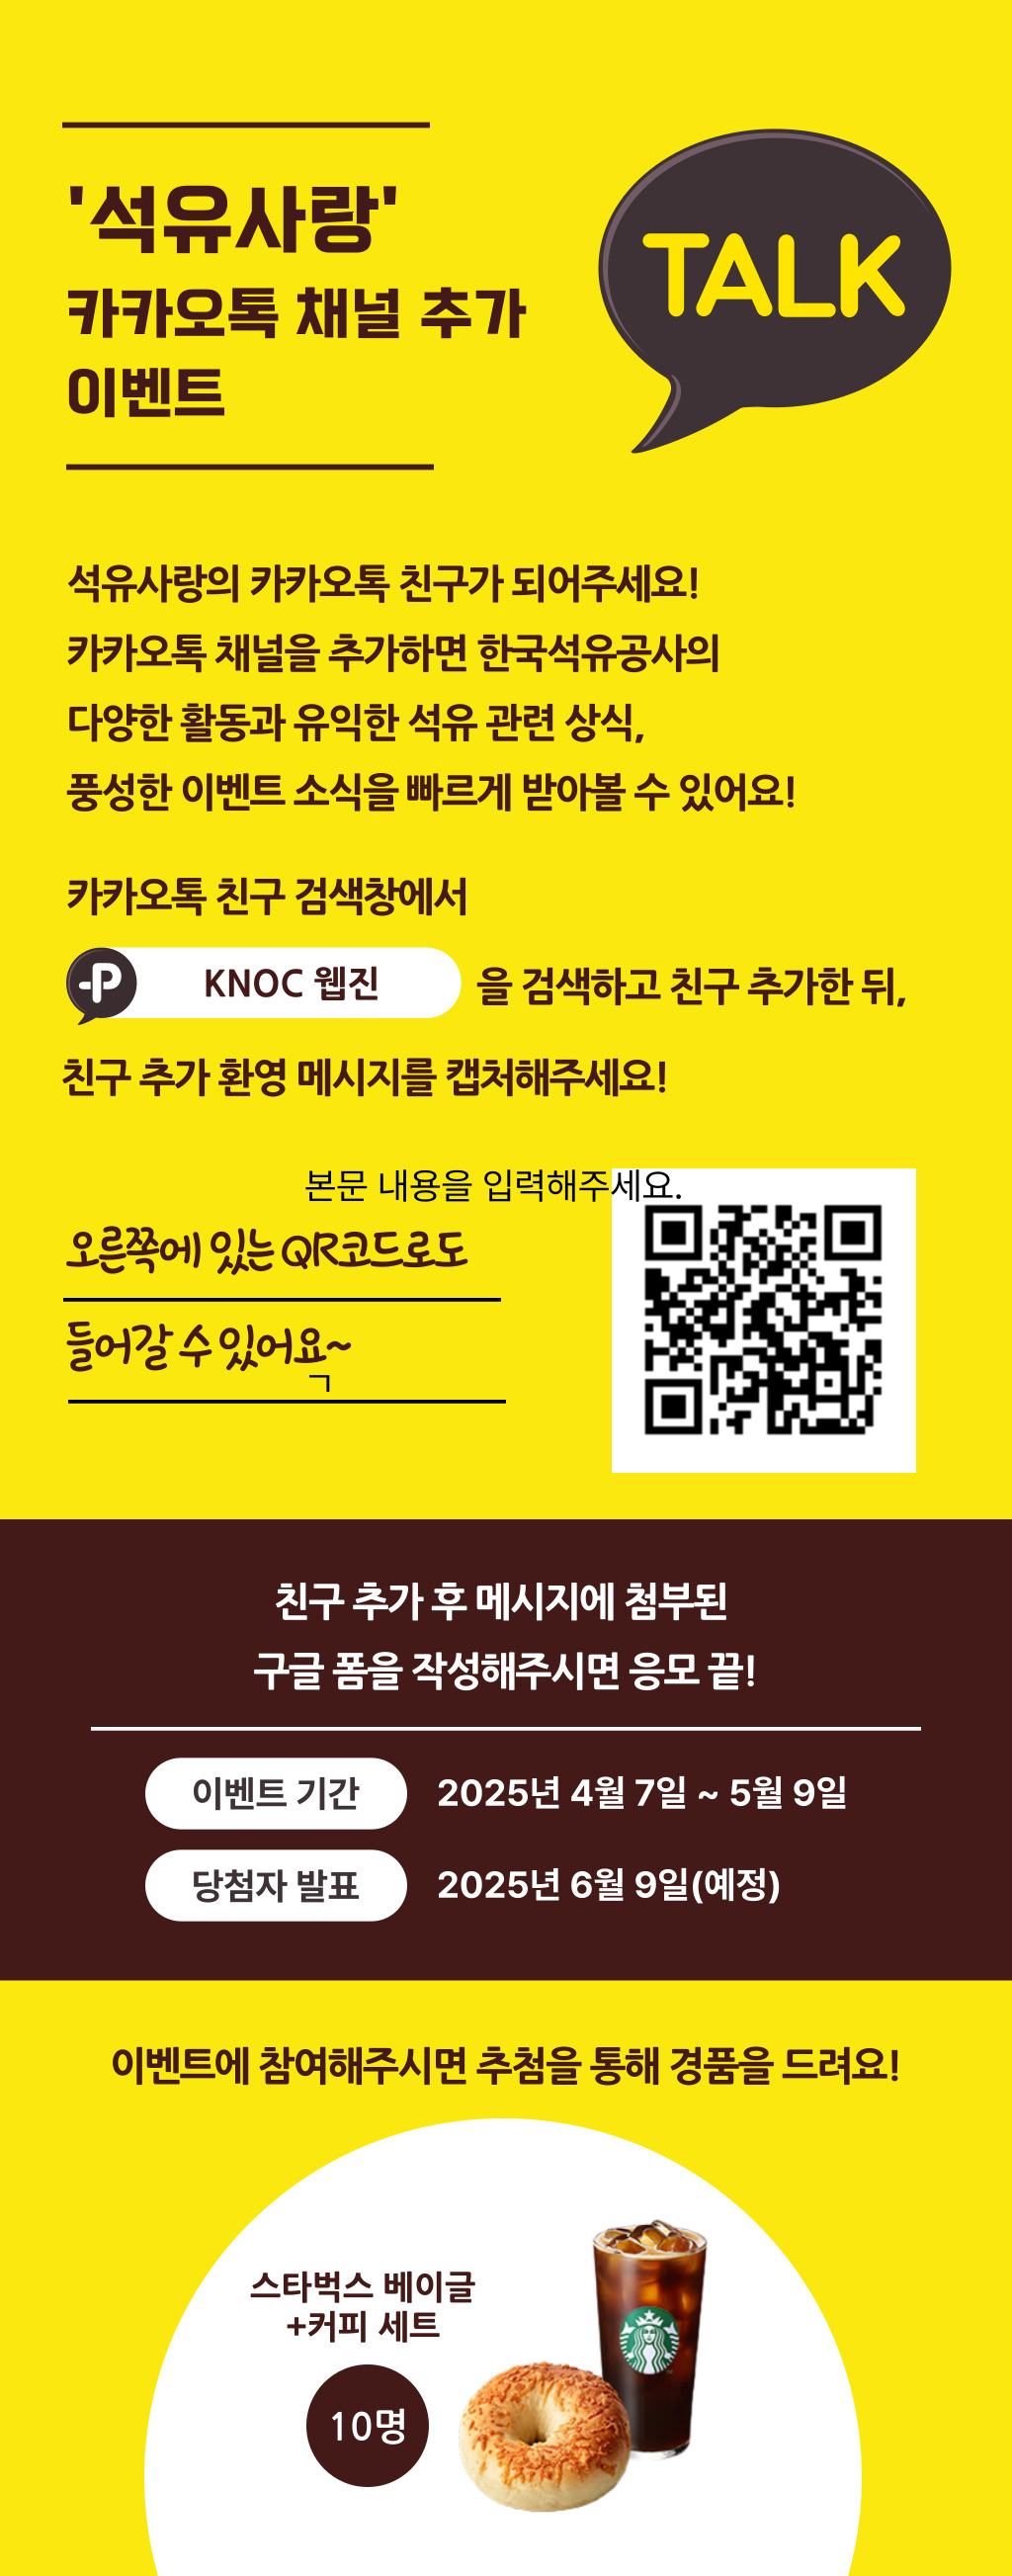 '석유사랑'
TALK
카카오톡 채널 추가
이벤트
석유사랑의 카카오톡 친구가 되어주세요!
카카오톡 채널을 추가하면 한국석유공사의
다양한 활동과 유익한 석유 관련 상식,
풍성한 이벤트 소식을 빠르게 받아볼 수 있어요!
카카오톡 친구 검색창에서
+P KNOC 웹진 을 검색하고 친구 추가한 뒤,
친구 추가 환영 메시지를 캡처해주세요!
본문 내용을 입력해주세요.
오른쪽에 있는 QR코드로도
들어갈 수 있어요~
ㄱ
친구 추가 후 메시지에 첨부된
구글 폼을 작성해주시면 응모 끝!
이벤트 기간 2025년 4월 7일 ~ 5월 9일
당첨자 발표 2025년 6월 9일(예정)
이벤트에 참여해주시면 추첨을 통해 경품을 드려요!
스타벅스 베이글
+커피 세트
10명